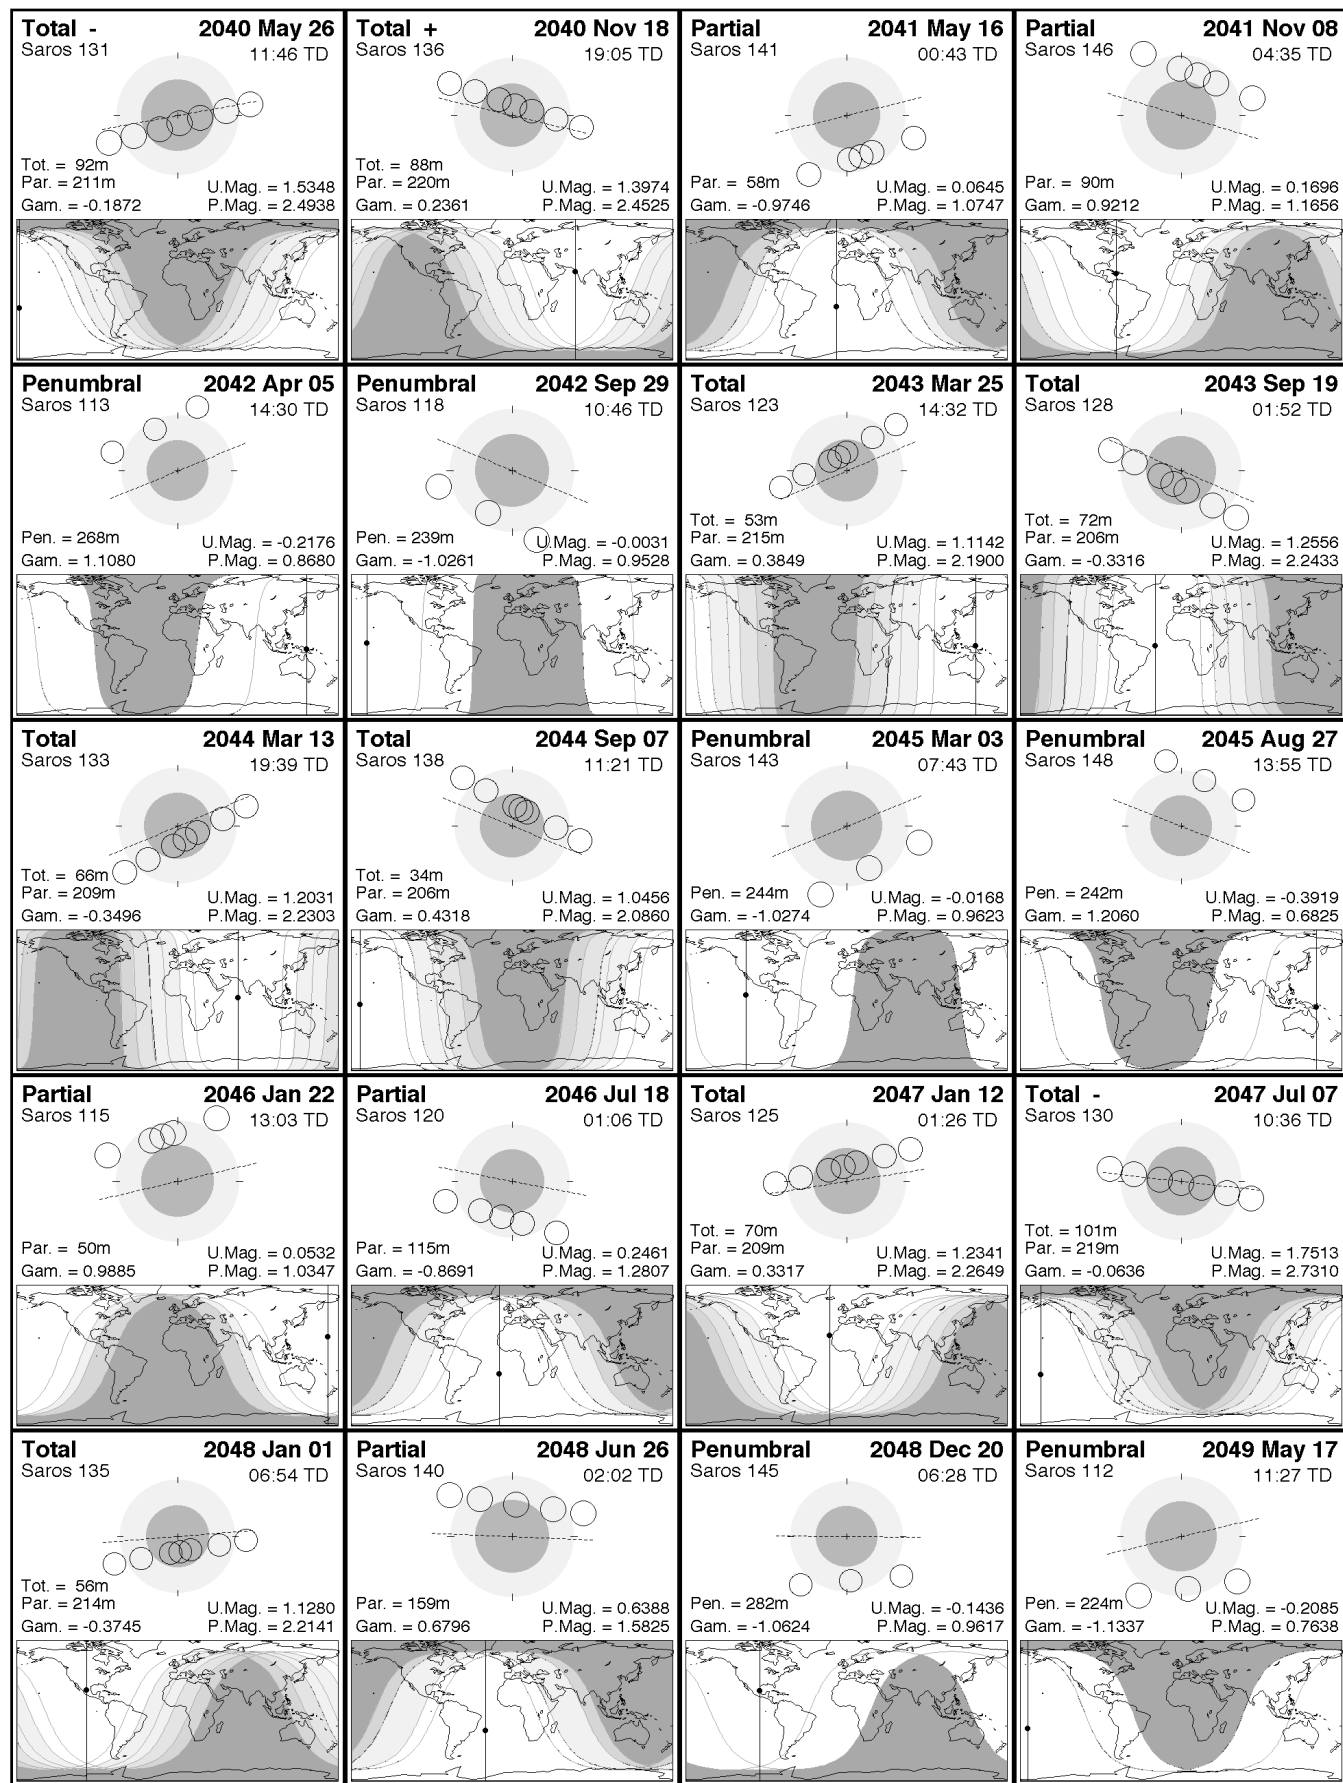 Total - 2040 May 26
Saros 131 11:46 TD
Tot. = 92m
Par. = 211m U.Mag. = 1.5348
Gam. = -0.1872 P.Mag. = 2.4938
Total + 2040 Nov 18
Saros 136 19:05 TD
Tot. = 88m
Par. = 220m U.Mag. = 1.3974
Gam. = 0.2361 P.Mag. = 2.4525
Partial 2041 May 16
Saros 141 00:43 TD
Par. = 58m U.Mag. = 0.0645
Gam. = -0.9746 P.Mag. = 1.0747
Partial 2041 Nov 08
Saros 146 04:35 TD
Par. = 90m U.Mag. = 0.1696
Gam. = 0.9212 P.Mag. = 1.1656
Penumbral 2042 Apr 05
Saros 113 14:30 TD
Pen. = 268m U.Mag. = -0.2176
Gam. = 1.1080 P.Mag. = 0.8680
Penumbral 2042 Sep 29
Saros 118 10:46 TD
Pen. = 239m U.Mag. = -0.0031
Gam. = -1.0261 P.Mag. = 0.9528
Total 2043 Mar 25
Saros 123 14:32 TD
Tot. = 53m
Par. = 215m U.Mag. = 1.1142
Gam. = 0.3849 P.Mag. = 2.1900
Total 2043 Sep 19
Saros 128 01:52 TD
Tot. = 72m
Par. = 206m U.Mag. = 1.2556
Gam. = -0.3316 P.Mag. = 2.2433
Total 2044 Mar 13
Saros 133 19:39 TD
Tot. = 66m
Par. = 209m U.Mag. = 1.2031
Gam. = -0.3496 P.Mag. = 2.2303
Total 2044 Sep 07
Saros 138 11:21 TD
Tot. = 34m
Par. = 206m U.Mag. = 1.0456
Gam. = 0.4318 P.Mag. = 2.0860
Penumbral 2045 Mar 03
Saros 143 07:43 TD
Pen. = 244m U.Mag. = -0.0168
Gam. = -1.0274 P.Mag. = 0.9623
Penumbral 2045 Aug 27
Saros 148 13:55 TD
Pen. = 242m U.Mag. = -0.3919
Gam. = 1.2060 P.Mag. = 0.6825
Partial 2046 Jan 22
Saros 115 13:03 TD
Par. = 50m U.Mag. = 0.0532
Gam. = 0.9885 P.Mag. = 1.0347
Partial 2046 Jul 18
Saros 120 01:06 TD
Par. = 115m U.Mag. = 0.2461
Gam. = -0.8691 P.Mag. = 1.2807
Total 2047 Jan 12
Saros 125 01:26 TD
Tot. = 70m
Par. = 209m U.Mag. = 1.2341
Gam. = 0.3317 P.Mag. = 2.2649
Total - 2047 Jul 07
Saros 130 10:36 TD
Tot. = 101m
Par. = 219m U.Mag. = 1.7513
Gam. = -0.0636 P.Mag. = 2.7310
Total 2048 Jan 01
Saros 135 06:54 TD
Tot. = 56m
Par. = 214m U.Mag. = 1.1280
Gam. = -0.3745 P.Mag. = 2.2141
Partial 2048 Jun 26
Saros 140 02:02 TD
Par. = 159m U.Mag. = 0.6388
Gam. = 0.6796 P.Mag. = 1.5825
Penumbral 2048 Dec 20
Saros 145 06:28 TD
Pen. = 282m U.Mag. = -0.1436
Gam. = -1.0624 P.Mag. = 0.9617
Penumbral 2049 May 17
Saros 112 11:27 TD
Pen. = 224m U.Mag. = -0.2085
Gam. = -1.1337 P.Mag. = 0.7638